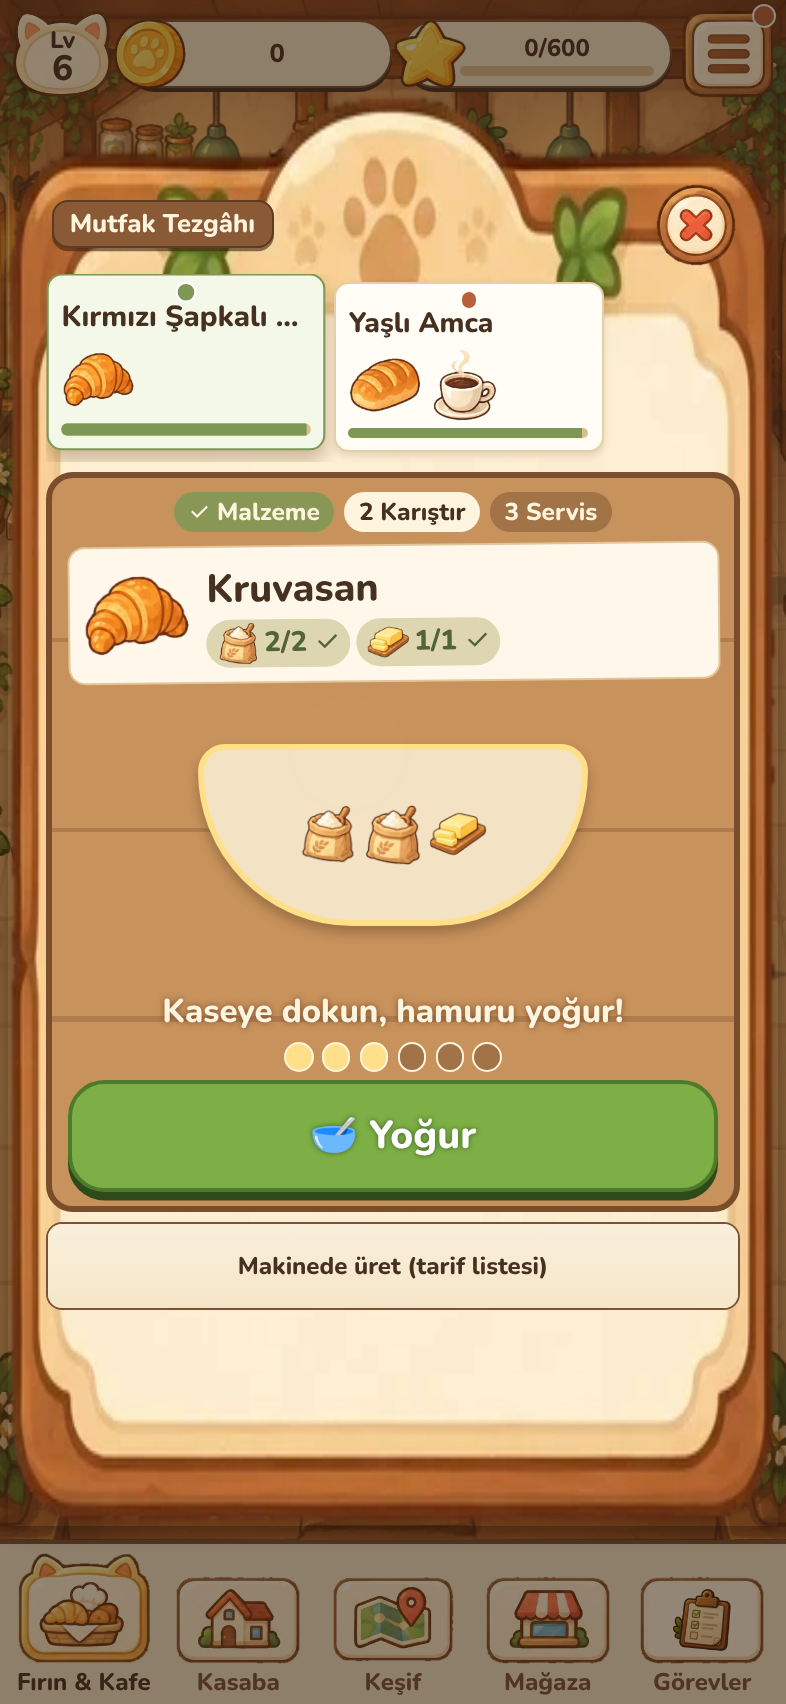 Lv
6
0
0/600
Mutfak Tezgâhı
Kırmızı Şapkalı ...
Yaşlı Amca
✓ Malzeme
2 Karıştır
3 Servis
Kruvasan
2/2 ✓
1/1 ✓
Kaseye dokun, hamuru yoğur!
Yoğur
Makinede üret (tarif listesi)
Fırın & Kafe
Kasaba
Keşif
Mağaza
Görevler